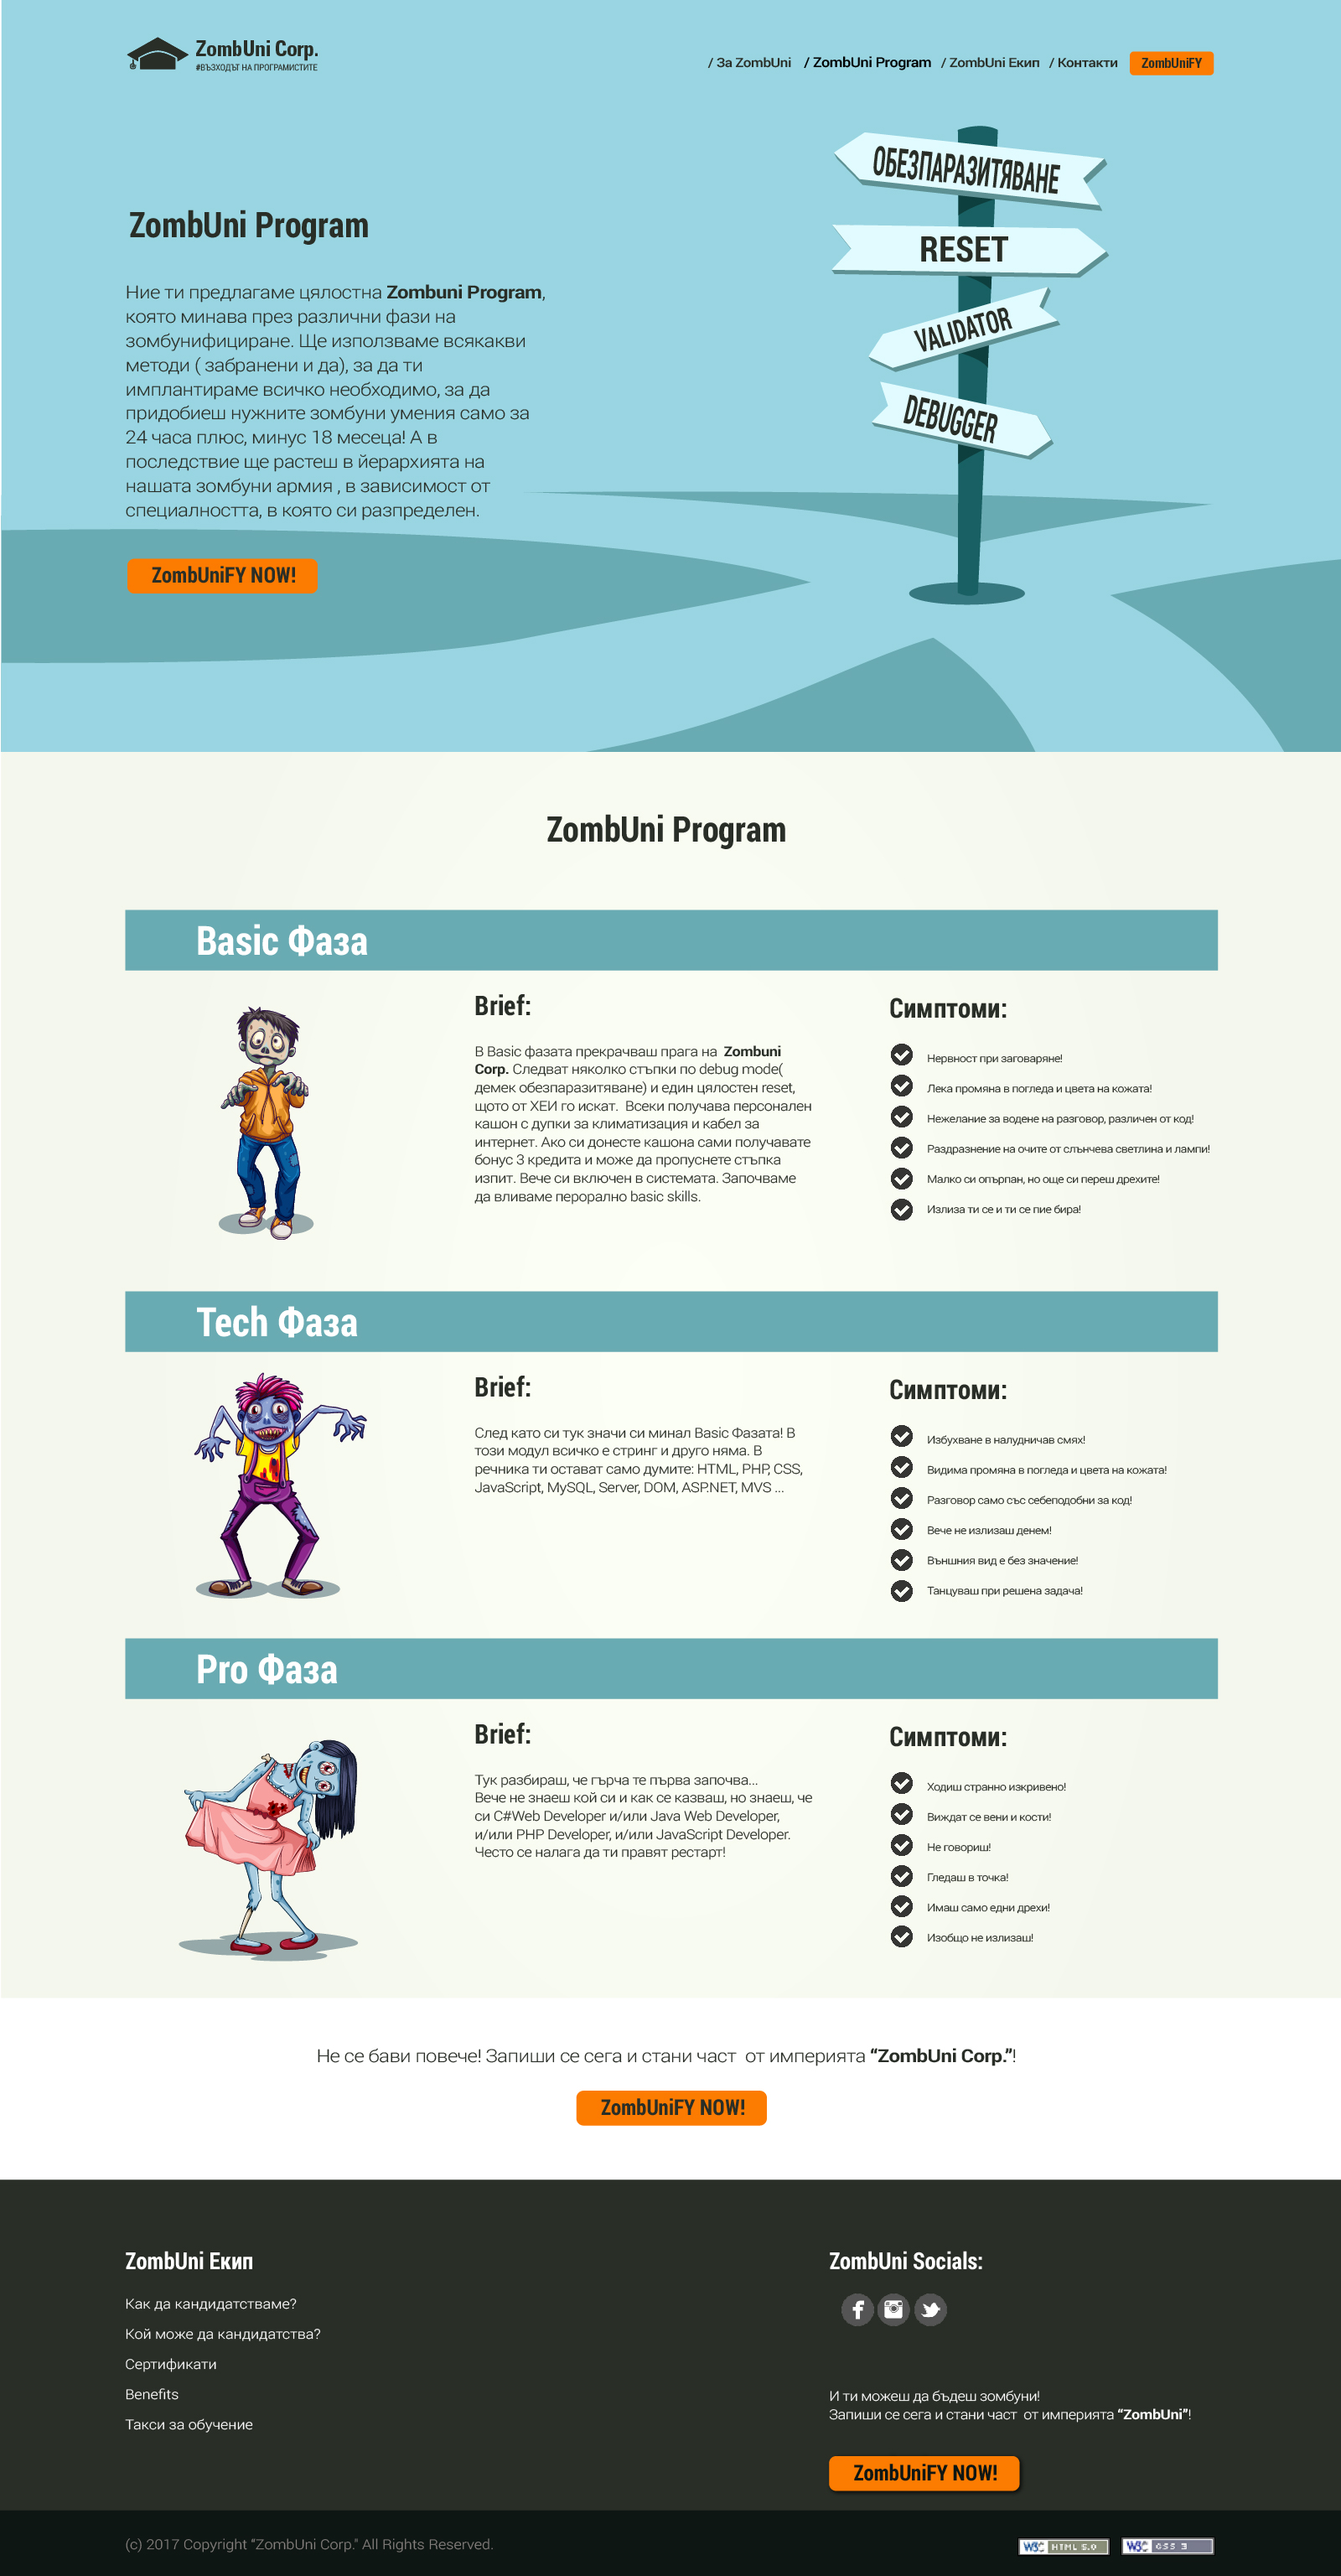 ZombUni Corp.
#ВЪЗХОДЪТ НА ПРОГРАМИСТИТЕ
/ За ZombUni / ZombUni Program / ZombUni Екип / Контакти ZombUniFY
ОБЕЗПАРАЗИТЯВАНЕ
RESET
VALIDATOR
DEBUGGER
ZombUni Program
Ние ти предлагаме цялостна Zombuni Program,
която минава през различни фази на
зомбунифициране. Ще използваме всякакви
методи ( забранени и да), за да ти
имплантираме всичко необходимо, за да
придобиеш нужните зомбуни умения само за
24 часа плюс, минус 18 месеца! А в
последствие ще растеш в йерархията на
нашата зомбуни армия , в зависимост от
специалността, в която си разпределен.
ZombUniFY NOW!
ZombUni Program
Basic Фаза
Brief:
В Basic фазата прекрачваш прага на Zombuni
Corp. Следват няколко стъпки по debug mode(
демек обезпаразитяване) и един цялостен reset,
щото от ХЕИ го искат. Всеки получава персонален
кашон с дупки за климатизация и кабел за
интернет. Ако си донесте кашона сами получавате
бонус 3 кредита и може да пропуснете стъпка
изпит. Вече си включен в системата. Започваме
да вливаме перорално basic skills.
Симптоми:
Нервност при заговаряне!
Лека промяна в погледа и цвета на кожата!
Нежелание за водене на разговор, различен от код!
Раздразнение на очите от слънчева светлина и лампи!
Малко си опърпан, но още си переш дрехите!
Излиза ти се и ти се пие бира!
Tech Фаза
Brief:
След като си тук значи си минал Basic Фазата! В
този модул всичко е стринг и друго няма. В
речника ти остават само думите: HTML, PHP, CSS,
JavaScript, MySQL, Server, DOM, ASP.NET, MVS ...
Симптоми:
Избухване в налудничав смях!
Видима промяна в погледа и цвета на кожата!
Разговор само със себеподобни за код!
Вече не излизаш денем!
Външния вид е без значение!
Танцуваш при решена задача!
Pro Фаза
Brief:
Тук разбираш, че гърча те първа започва...
Вече не знаеш кой си и как се казваш, но знаеш, че
си C#Web Developer и/или Java Web Developer,
и/или PHP Developer, и/или JavaScript Developer.
Често се налага да ти правят рестарт!
Симптоми:
Ходиш странно изкривено!
Виждат се вени и кости!
Не говориш!
Гледаш в точка!
Имаш само едни дрехи!
Изобщо не излизаш!
Не се бави повече! Запиши се сега и стани част от империята “ZombUni Corp.”!
ZombUniFY NOW!
ZombUni Екип
Как да кандидатстваме?
Кой може да кандидатства?
Сертификати
Benefits
Такси за обучение
ZombUni Socials:
И ти можеш да бъдеш зомбуни!
Запиши се сега и стани част от империята “ZombUni”!
ZombUniFY NOW!
(c) 2017 Copyright "ZombUni Corp." All Rights Reserved.
W3C HTML 5.0
W3C CSS 3